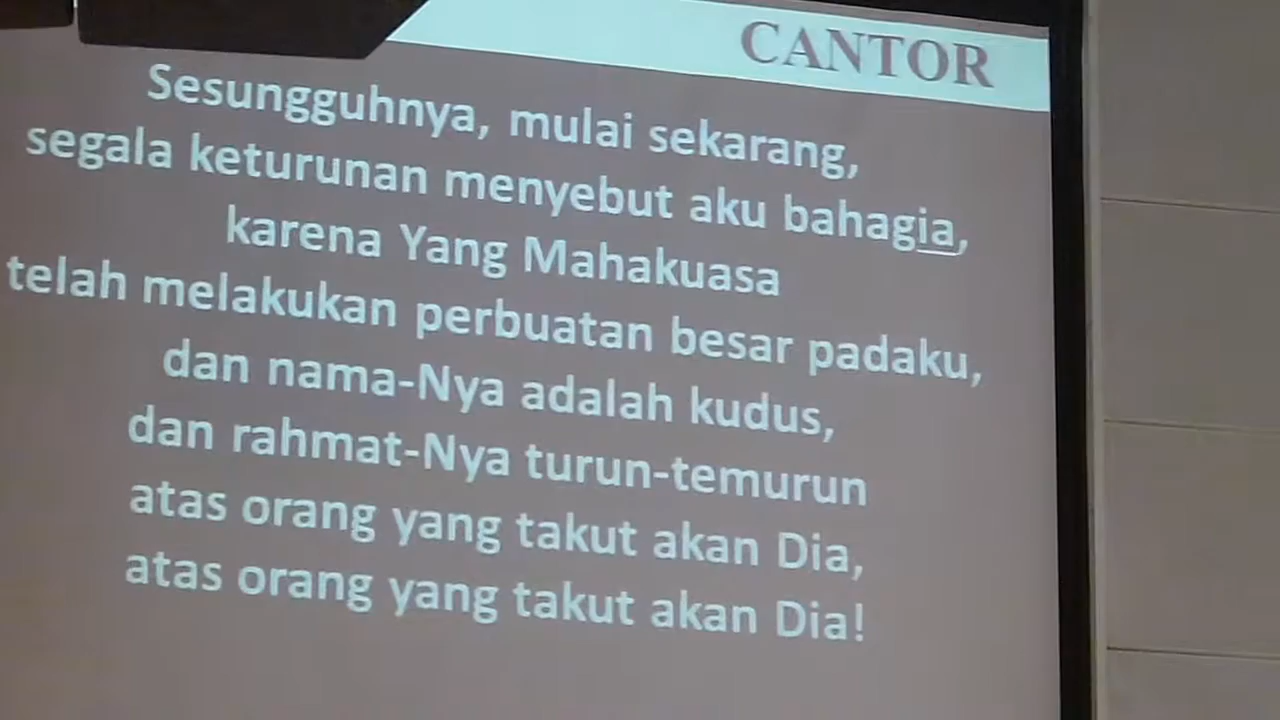 CANTOR
Sesungguhnya, mulai sekarang,
segala keturunan menyebut aku bahagia,
karena Yang Mahakuasa
telah melakukan perbuatan besar padaku,
dan nama-Nya adalah kudus,
dan rahmat-Nya turun-temurun
atas orang yang takut akan Dia,
atas orang yang takut akan Dia!